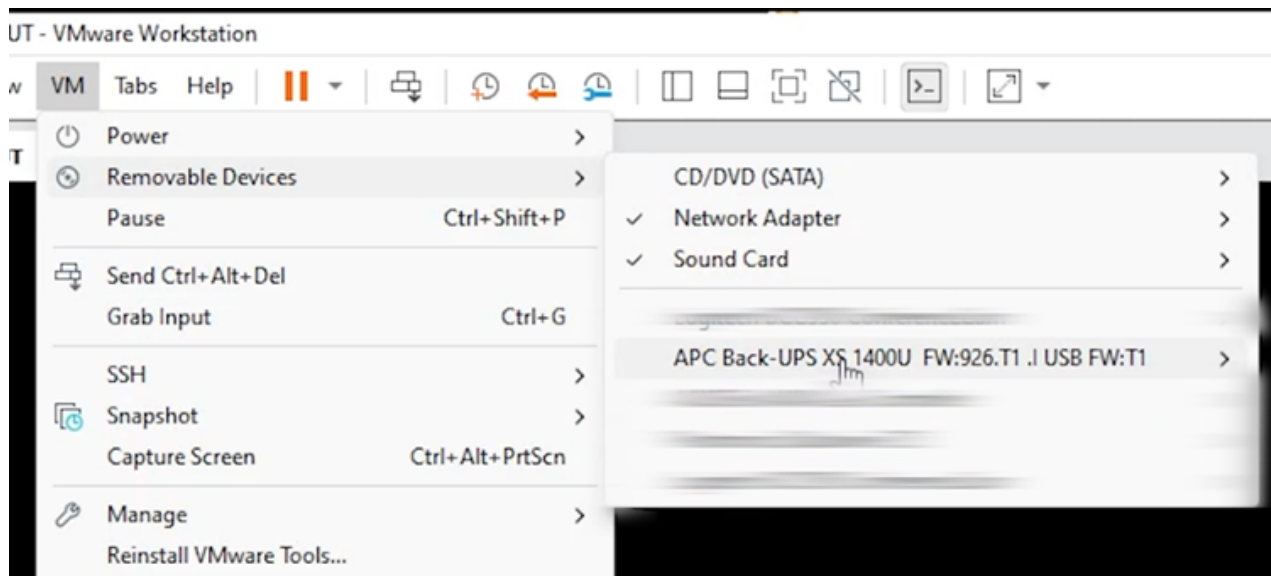 UT - VMware Workstation
w VM Tabs Help
UT
Power
Removable Devices
Pause Ctrl+Shift+P
Send Ctrl+Alt+Del
Grab Input Ctrl+G
SSH
Snapshot
Capture Screen Ctrl+Alt+PrtScn
Manage
Reinstall VMware Tools...
CD/DVD (SATA)
Network Adapter
Sound Card
APC Back-UPS XS 1400U FW:926.T1 .I USB FW:T1